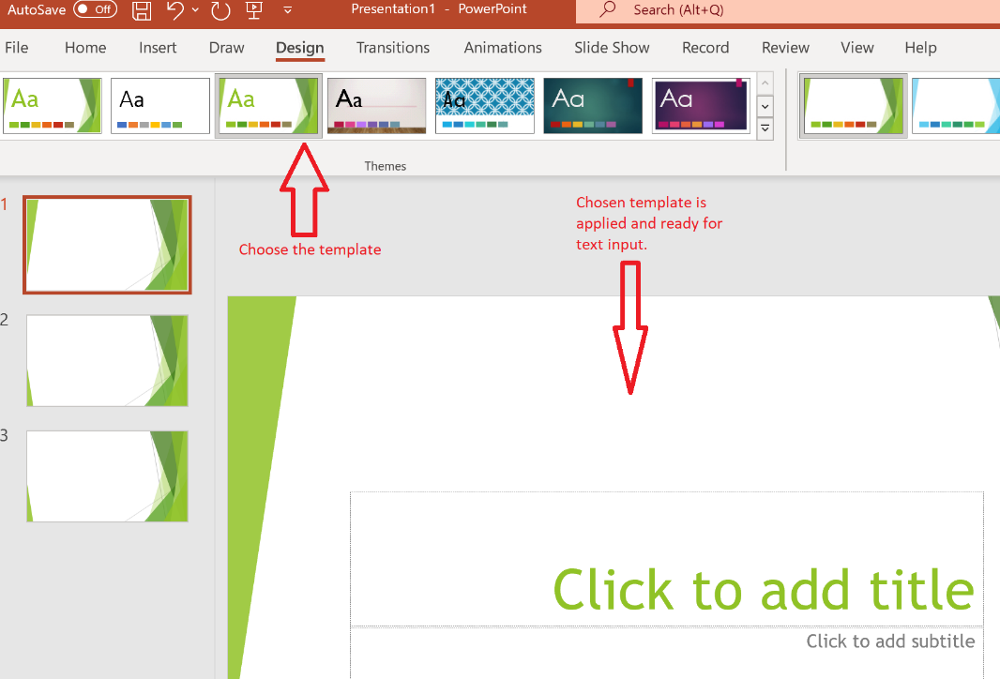 AutoSave Off Presentation1 - PowerPoint Search (Alt+Q)
File Home Insert Draw Design Transitions Animations Slide Show Record Review View Help
Aa Aa Aa Aa Aa Aa Aa
Themes
1
2
3
Choose the template
Chosen template is
applied and ready for
text input.
Click to add title
Click to add subtitle